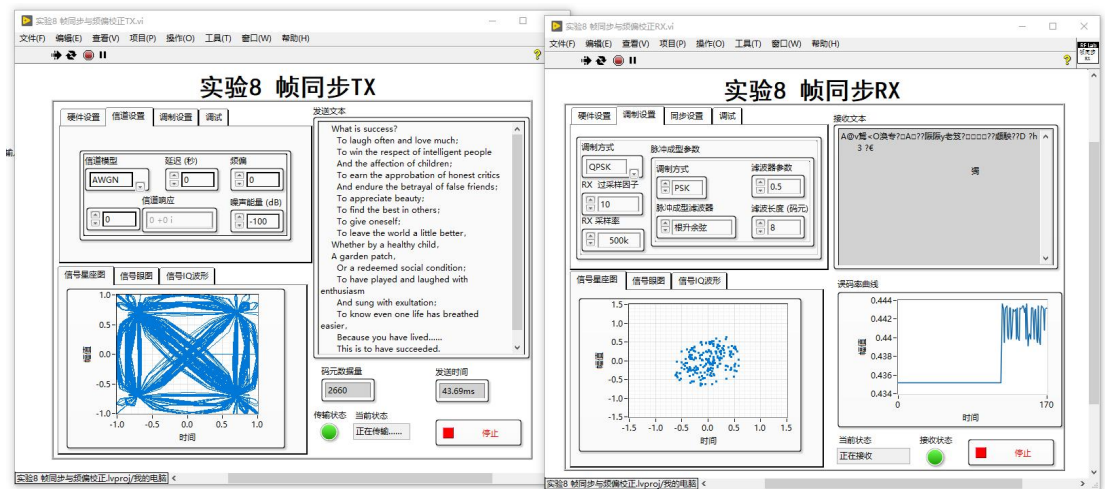 实验8 帧同步与频偏校正TX.vi
文件(F) 编辑(E) 查看(V) 项目(P) 操作(O) 工具(T) 窗口(W) 帮助(H)
实验8 帧同步TX
硬件设置 信道设置 调制设置 调试
信道模型 延迟 (秒) 频偏
AWGN 0 0
信道响应 噪声能量 (dB)
0 0 +0 i -100
发送文本
What is success?
To laugh often and love much;
To win the respect of intelligent people
And the affection of children;
To earn the approbation of honest critics
And endure the betrayal of false friends;
To appreciate beauty;
To find the best in others;
To give oneself;
To leave the world a little better,
Whether by a healthy child,
A garden patch,
Or a redeemed social condition;
To have played and laughed with
enthusiasm
And sung with exultation;
To know even one life has breathed
easier,
Because you have lived......
This is to have succeeded.
信号星座图 信号眼图 信号IQ波形
幅值
1.0
0.5
0.0
-0.5
-1.0
-1.0 -0.5 0.0 0.5 1.0
时间
码元数据量 发送时间
2660 43.69ms
传输状态 当前状态
正在传输...... 停止
实验8 帧同步与频偏校正.lvproj/我的电脑
实验8 帧同步与频偏校正RX.vi
文件(F) 编辑(E) 查看(V) 项目(P) 操作(O) 工具(T) 窗口(W) 帮助(H)
实验8 帧同步RX
硬件设置 调制设置 同步设置 调试
调制方式
QPSK
RX 过采样因子
10
RX 采样率
500k
脉冲成型参数
调制方式 滤波器参数
PSK 0.5
脉冲成型滤波器 滤波长度 (码元)
根升余弦 8
接收文本
信号星座图 信号眼图 信号IQ波形
幅值
1.5
1.0
0.5
0.0
-0.5
-1.0
-1.5
-1.5 -1.0 -0.5 0.0 0.5 1.0 1.5
时间
误码率曲线
幅值
0.444
0.442
0.44
0.438
0.436
0.434
0 170
时间
当前状态 接收状态
正在接收 停止
实验8 帧同步与频偏校正.lvproj/我的电脑